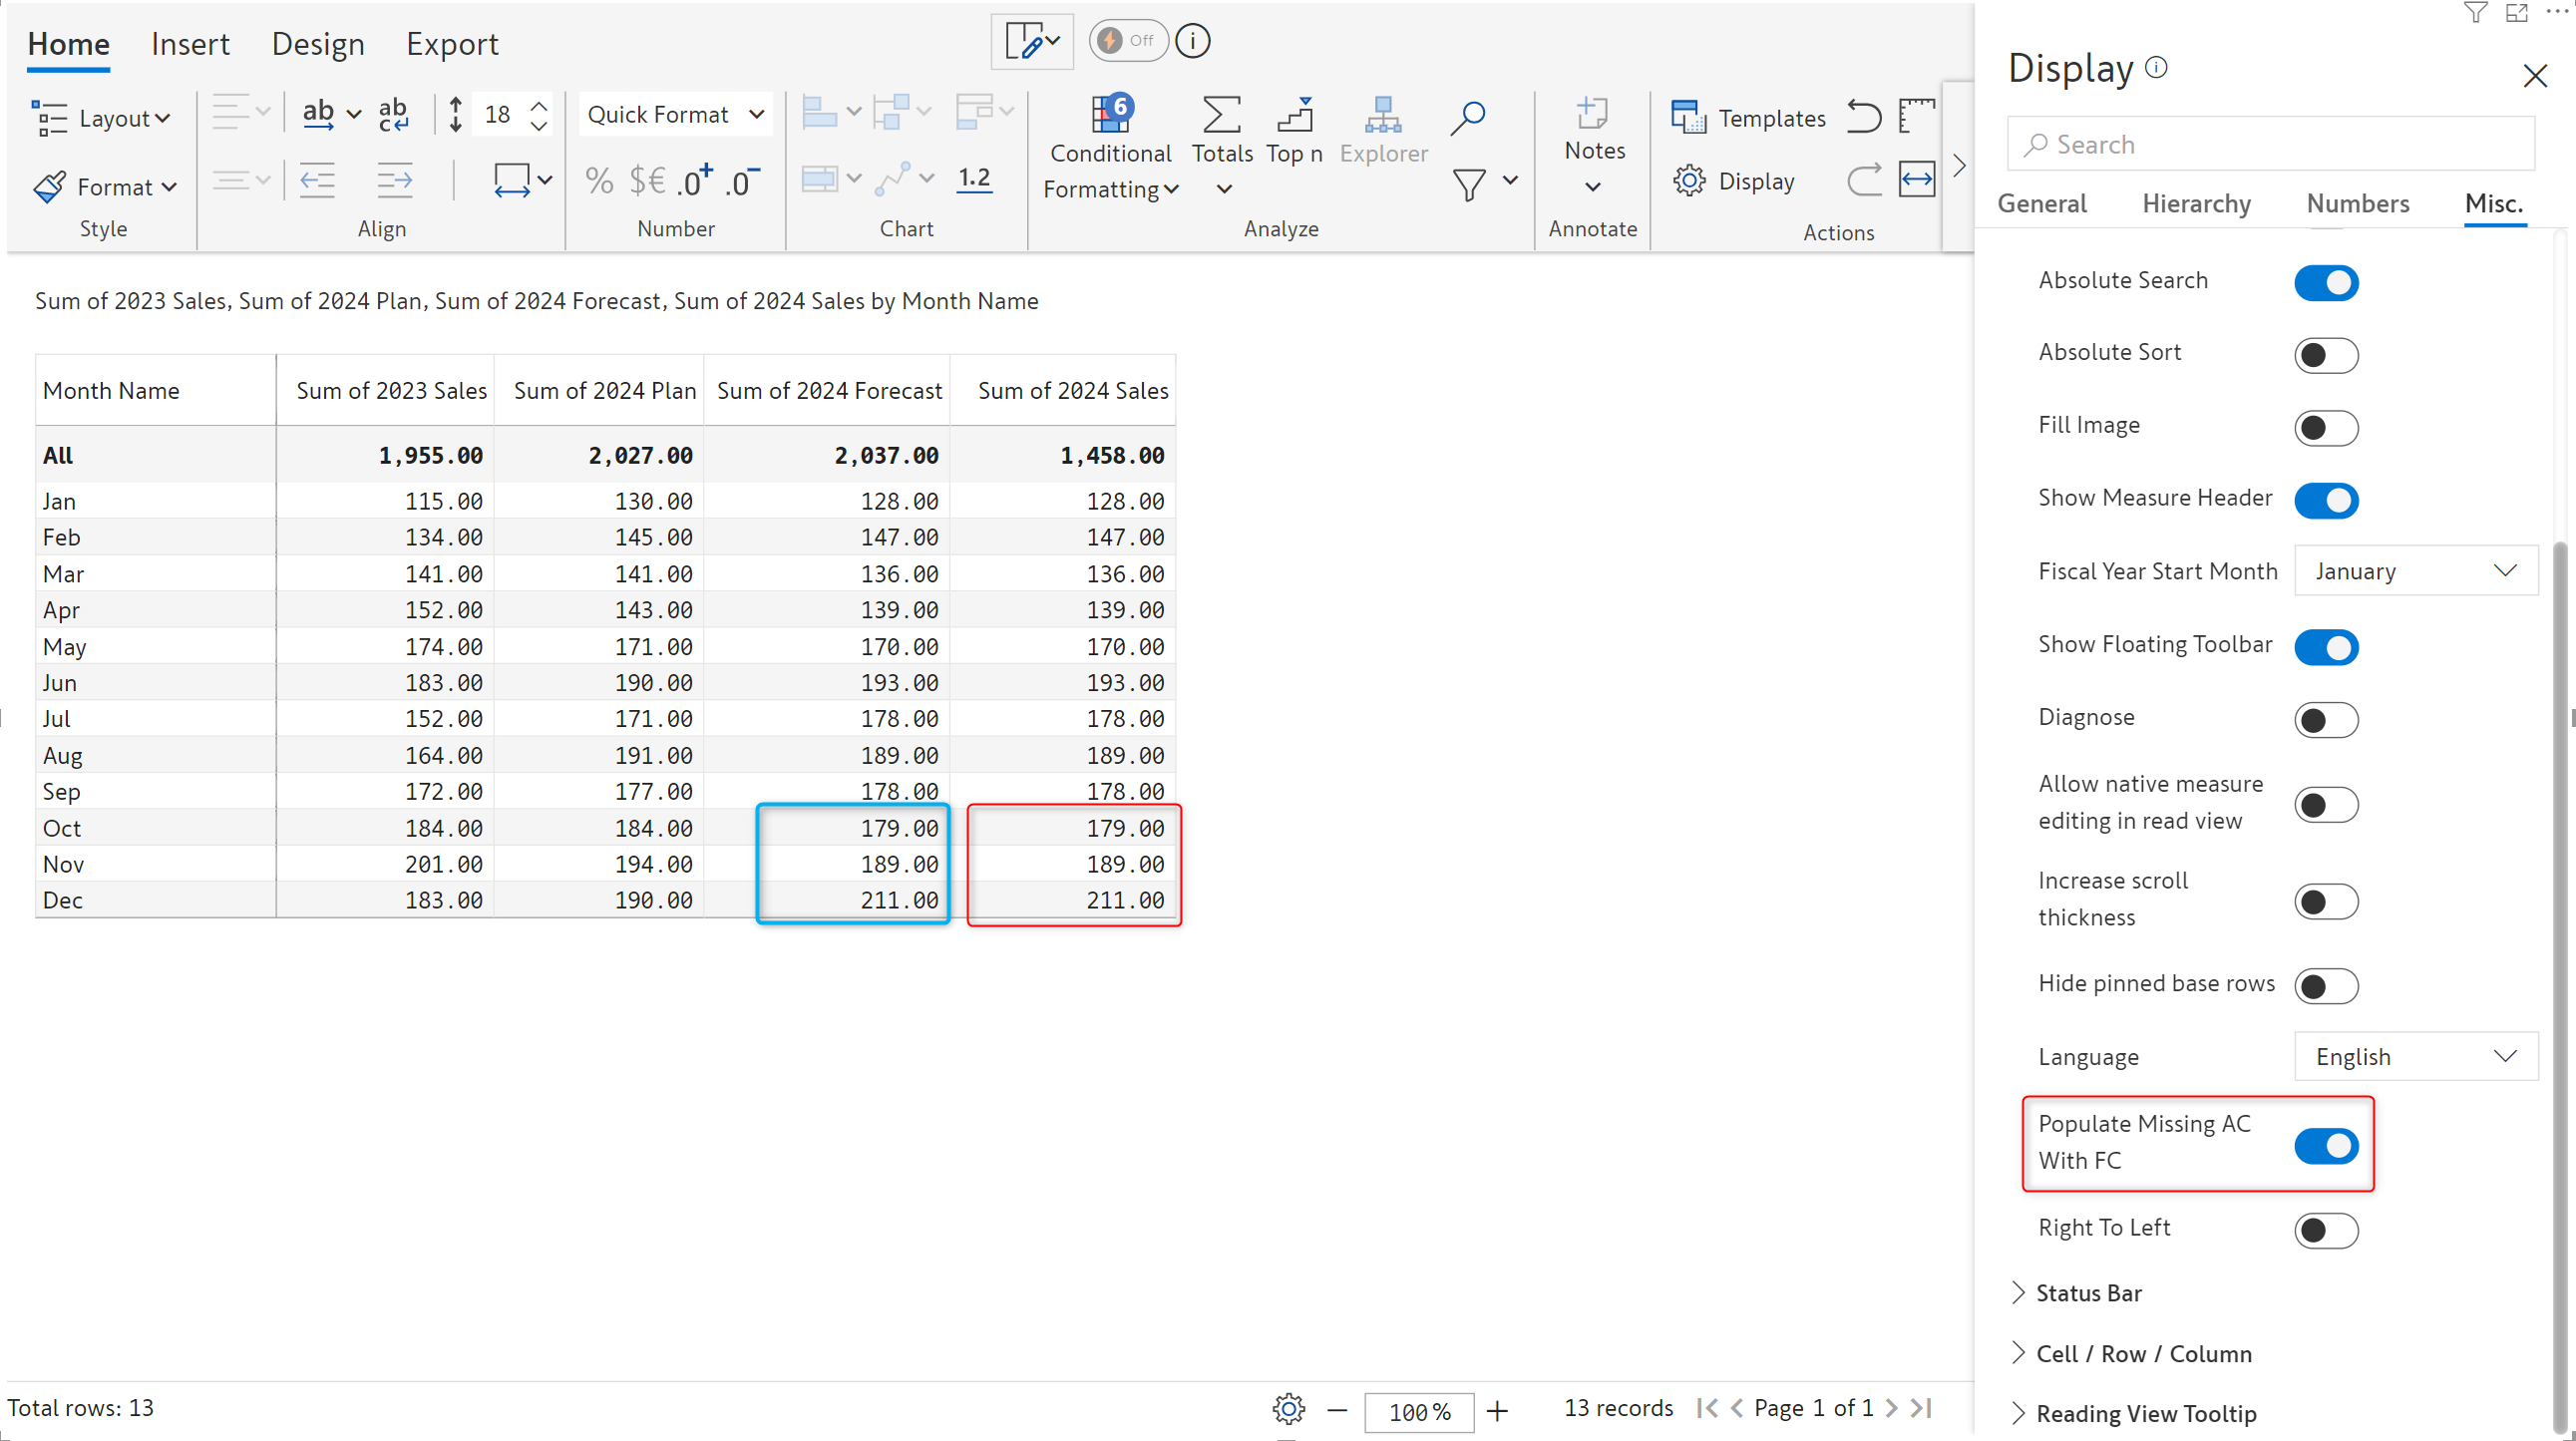 Home Insert Design Export Off
Layout ab ab c 18 Quick Format 6 Templates
Conditional Totals Top n Explorer Notes
Format % $€ .0+ .0- 1.2 Formatting Display
Style Align Number Chart Analyze Annotate Actions
Sum of 2023 Sales, Sum of 2024 Plan, Sum of 2024 Forecast, Sum of 2024 Sales by Month Name
Month Name Sum of 2023 Sales Sum of 2024 Plan Sum of 2024 Forecast Sum of 2024 Sales
All 1,955.00 2,027.00 2,037.00 1,458.00
Jan 115.00 130.00 128.00 128.00
Feb 134.00 145.00 147.00 147.00
Mar 141.00 141.00 136.00 136.00
Apr 152.00 143.00 139.00 139.00
May 174.00 171.00 170.00 170.00
Jun 183.00 190.00 193.00 193.00
Jul 152.00 171.00 178.00 178.00
Aug 164.00 191.00 189.00 189.00
Sep 172.00 177.00 178.00 178.00
Oct 184.00 184.00 179.00 179.00
Nov 201.00 194.00 189.00 189.00
Dec 183.00 190.00 211.00 211.00
Total rows: 13 100% 13 records Page 1 of 1
Display
Search
General Hierarchy Numbers Misc.
Absolute Search
Absolute Sort
Fill Image
Show Measure Header
Fiscal Year Start Month January
Show Floating Toolbar
Diagnose
Allow native measure
editing in read view
Increase scroll
thickness
Hide pinned base rows
Language English
Populate Missing AC
With FC
Right To Left
Status Bar
Cell / Row / Column
Reading View Tooltip